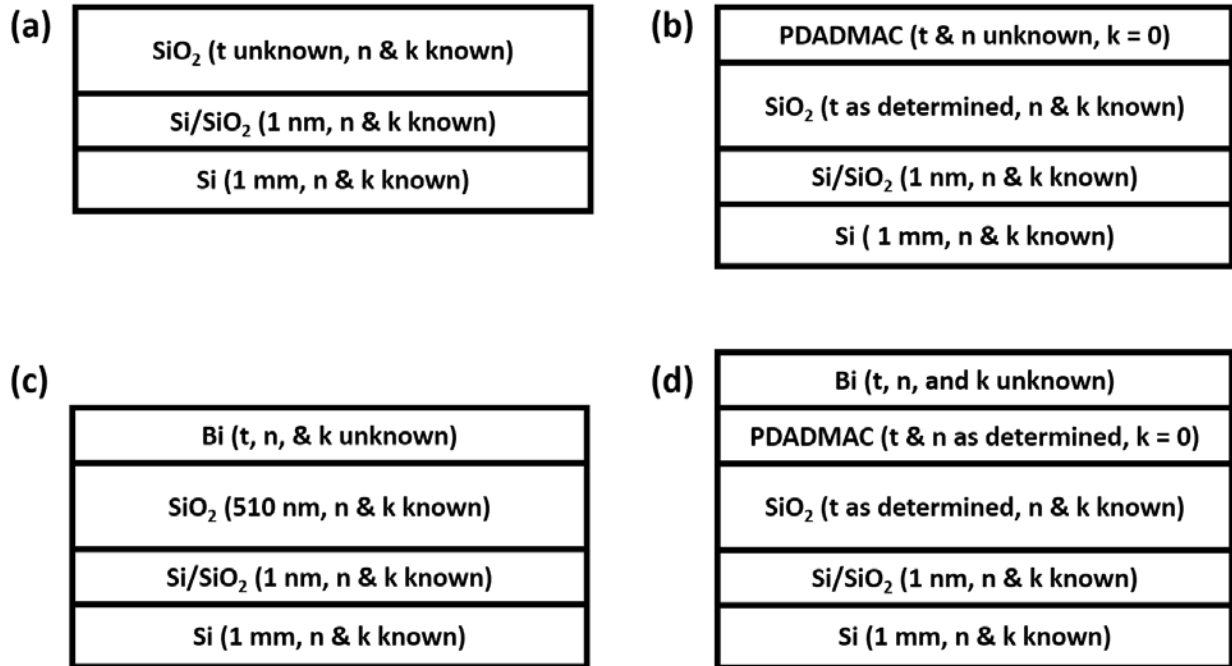 (a)
SiO₂ (t unknown, n & k known)
Si/SiO₂ (1 nm, n & k known)
Si (1 mm, n & k known)
(b)
PDADMAC (t & n unknown, k = 0)
SiO₂ (t as determined, n & k known)
Si/SiO₂ (1 nm, n & k known)
Si ( 1 mm, n & k known)
(c)
Bi (t, n, & k unknown)
SiO₂ (510 nm, n & k known)
Si/SiO₂ (1 nm, n & k known)
Si (1 mm, n & k known)
(d)
Bi (t, n, and k unknown)
PDADMAC (t & n as determined, k = 0)
SiO₂ (t as determined, n & k known)
Si/SiO₂ (1 nm, n & k known)
Si (1 mm, n & k known)